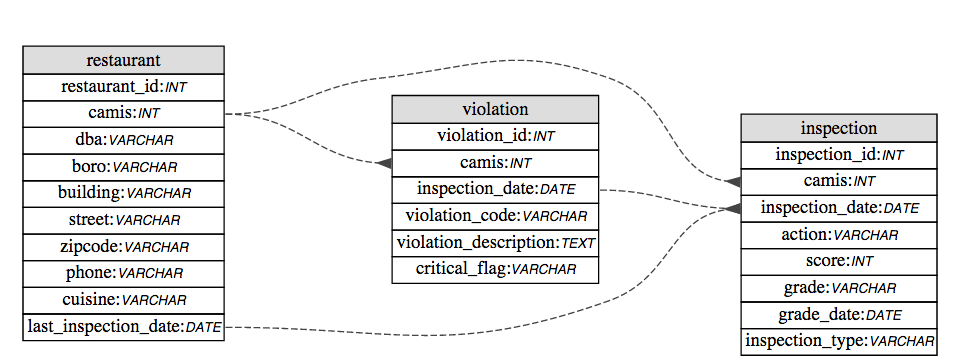 restaurant
restaurant_id:INT
camis:INT
dba:VARCHAR
boro:VARCHAR
building:VARCHAR
street:VARCHAR
zipcode:VARCHAR
phone:VARCHAR
cuisine:VARCHAR
last_inspection_date:DATE
violation
violation_id:INT
camis:INT
inspection_date:DATE
violation_code:VARCHAR
violation_description:TEXT
critical_flag:VARCHAR
inspection
inspection_id:INT
camis:INT
inspection_date:DATE
action:VARCHAR
score:INT
grade:VARCHAR
grade_date:DATE
inspection_type:VARCHAR